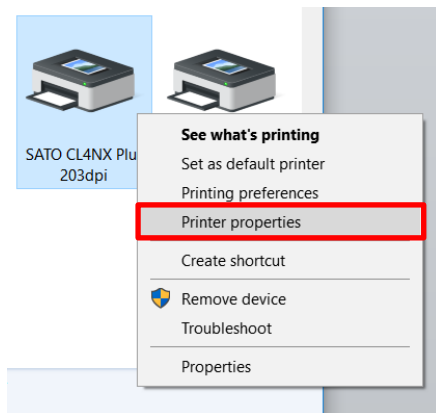 SATO CL4NX Plu
203dpi
See what's printing
Set as default printer
Printing preferences
Printer properties
Create shortcut
Remove device
Troubleshoot
Properties